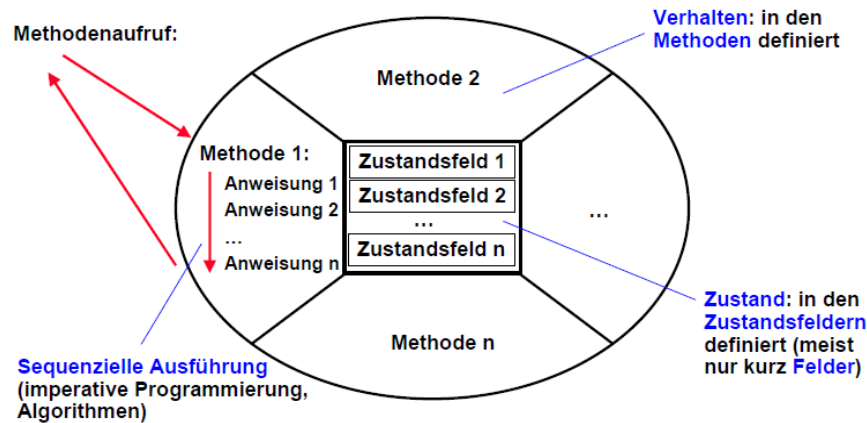 Methodenaufruf:
Verhalten: in den
Methoden definiert
Methode 2
Methode 1:
Anweisung 1
Anweisung 2
...
Anweisung n
Zustandsfeld 1
Zustandsfeld 2
...
Zustandsfeld n
...
Methode n
Zustand: in den
Zustandsfeldern
definiert (meist
nur kurz Felder)
Sequenzielle Ausführung
(imperative Programmierung,
Algorithmen)